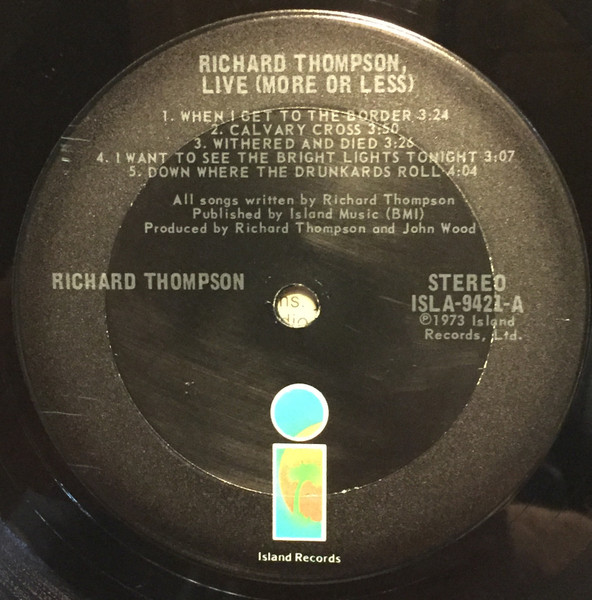 RICHARD THOMPSON,
LIVE (MORE OR LESS)
1. WHEN I GET TO THE BORDER 3:24
2. CALVARY CROSS 3:50
3. WITHERED AND DIED 3:26
4. I WANT TO SEE THE BRIGHT LIGHTS TONIGHT 3:07
5. DOWN WHERE THE DRUNKARDS ROLL 4:04
All songs written by Richard Thompson
Published by Island Music (BMI)
Produced by Richard Thompson and John Wood
RICHARD THOMPSON
STEREO
ISLA-9421-A
℗1973 Island
Records, Ltd.
ns.
dio
i
Island Records